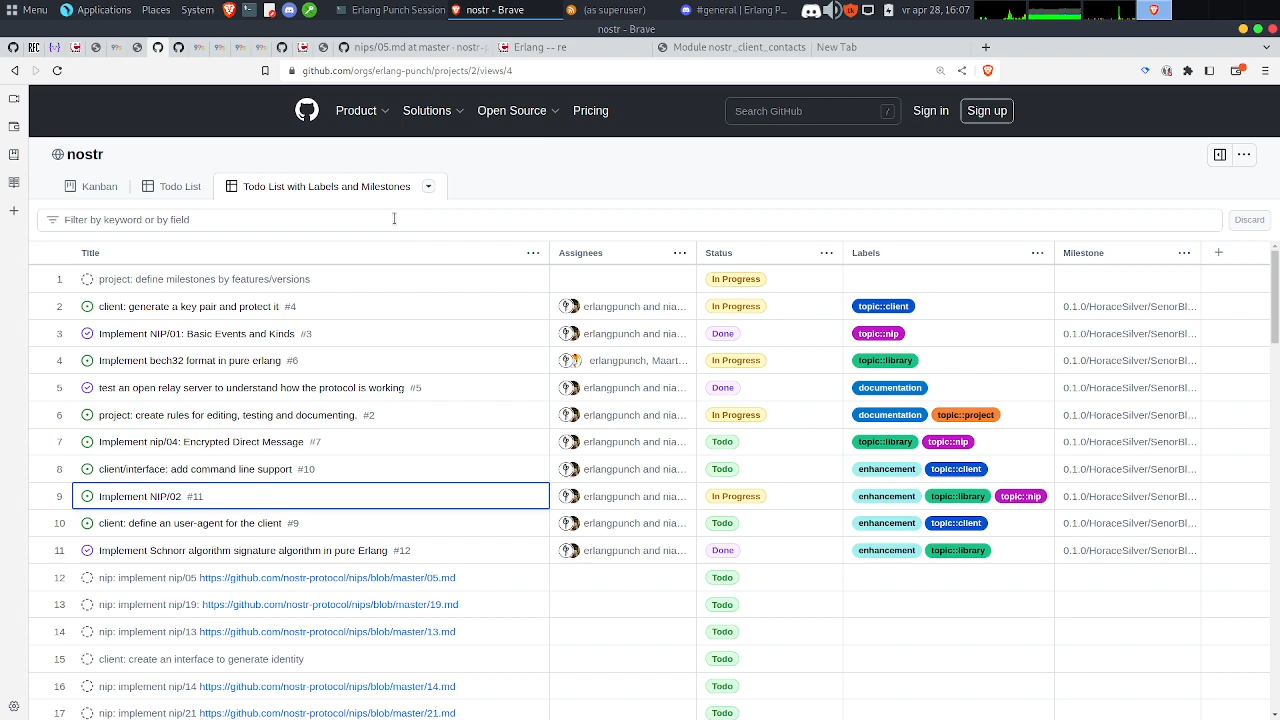 Menu Applications Places System Erlang Punch Session nostr - Brave (as superuser) #general | Erlang P... vr apr 28, 16:07
nostr - Brave
nips/05.md at master · nostr-p Erlang -- re Module nostr_client_contacts New Tab
github.com/orgs/erlang-punch/projects/2/views/4
Product Solutions Open Source Pricing Search GitHub / Sign in Sign up
nostr
Kanban Todo List Todo List with Labels and Milestones
Filter by keyword or by field Discard
Title Assignees Status Labels Milestone
1 project: define milestones by features/versions In Progress
2 client: generate a key pair and protect it #4 erlangpunch and nia... In Progress topic::client 0.1.0/HoraceSilver/SenorBl...
3 Implement NIP/01: Basic Events and Kinds #3 erlangpunch and nia... Done topic::nip 0.1.0/HoraceSilver/SenorBl...
4 Implement bech32 format in pure erlang #6 erlangpunch, Maart... In Progress topic::library 0.1.0/HoraceSilver/SenorBl...
5 test an open relay server to understand how the protocol is working #5 erlangpunch and nia... Done documentation 0.1.0/HoraceSilver/SenorBl...
6 project: create rules for editing, testing and documenting. #2 erlangpunch and nia... In Progress documentation topic::project 0.1.0/HoraceSilver/SenorBl...
7 Implement nip/04: Encrypted Direct Message #7 erlangpunch and nia... Todo topic::library topic::nip 0.1.0/HoraceSilver/SenorBl...
8 client/interface: add command line support #10 erlangpunch and nia... Todo enhancement topic::client 0.1.0/HoraceSilver/SenorBl...
9 Implement NIP/02 #11 erlangpunch and nia... In Progress enhancement topic::library topic::nip 0.1.0/HoraceSilver/SenorBl...
10 client: define an user-agent for the client #9 erlangpunch and nia... Todo enhancement topic::client 0.1.0/HoraceSilver/SenorBl...
11 Implement Schnor algorithm signature algorithm in pure Erlang #12 erlangpunch and nia... Done enhancement topic::library 0.1.0/HoraceSilver/SenorBl...
12 nip: implement nip/05 https://github.com/nostr-protocol/nips/blob/master/05.md Todo
13 nip: implement nip/19: https://github.com/nostr-protocol/nips/blob/master/19.md Todo
14 nip: implement nip/13 https://github.com/nostr-protocol/nips/blob/master/13.md Todo
15 client: create an interface to generate identity Todo
16 nip: implement nip/14 https://github.com/nostr-protocol/nips/blob/master/14.md Todo
17 nip: implement nip/21 https://github.com/nostr-protocol/nips/blob/master/21.md Todo